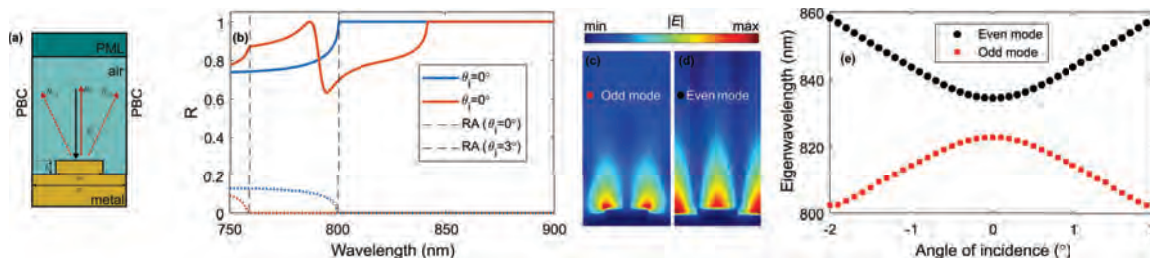 (a)
PML
air
PBC
PBC
metal
(b)
R
1
0.8
0.6
0.4
0.2
0
750
800
850
900
Wavelength (nm)
θi=0°
θi=0°
RA (θi=0°)
RA (θi=3°)
|E|
min
max
(c)
(d)
Odd mode
Even mode
(e)
Eigenwavelength (nm)
860
840
820
800
-2
-1
0
1
2
Angle of incidence (°)
Even mode
Odd mode